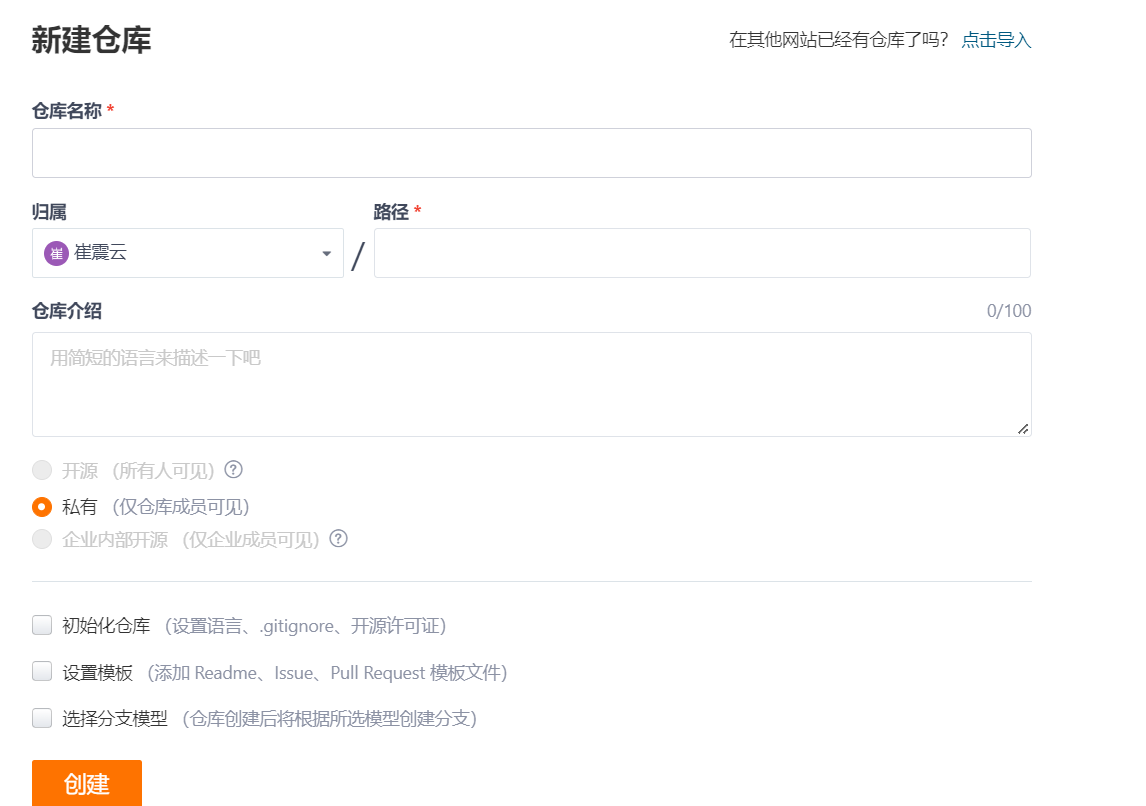 新建仓库
在其他网站已经有仓库了吗? 点击导入
仓库名称 *
归属
路径 *
崔 崔震云
/
仓库介绍
0/100
用简短的语言来描述一下吧
开源 (所有人可见) ?
私有 (仅仓库成员可见)
企业内部开源 (仅企业成员可见) ?
初始化仓库 (设置语言、.gitignore、开源许可证)
设置模板 (添加 Readme、Issue、Pull Request 模板文件)
选择分支模型 (仓库创建后将根据所选模型创建分支)
创建